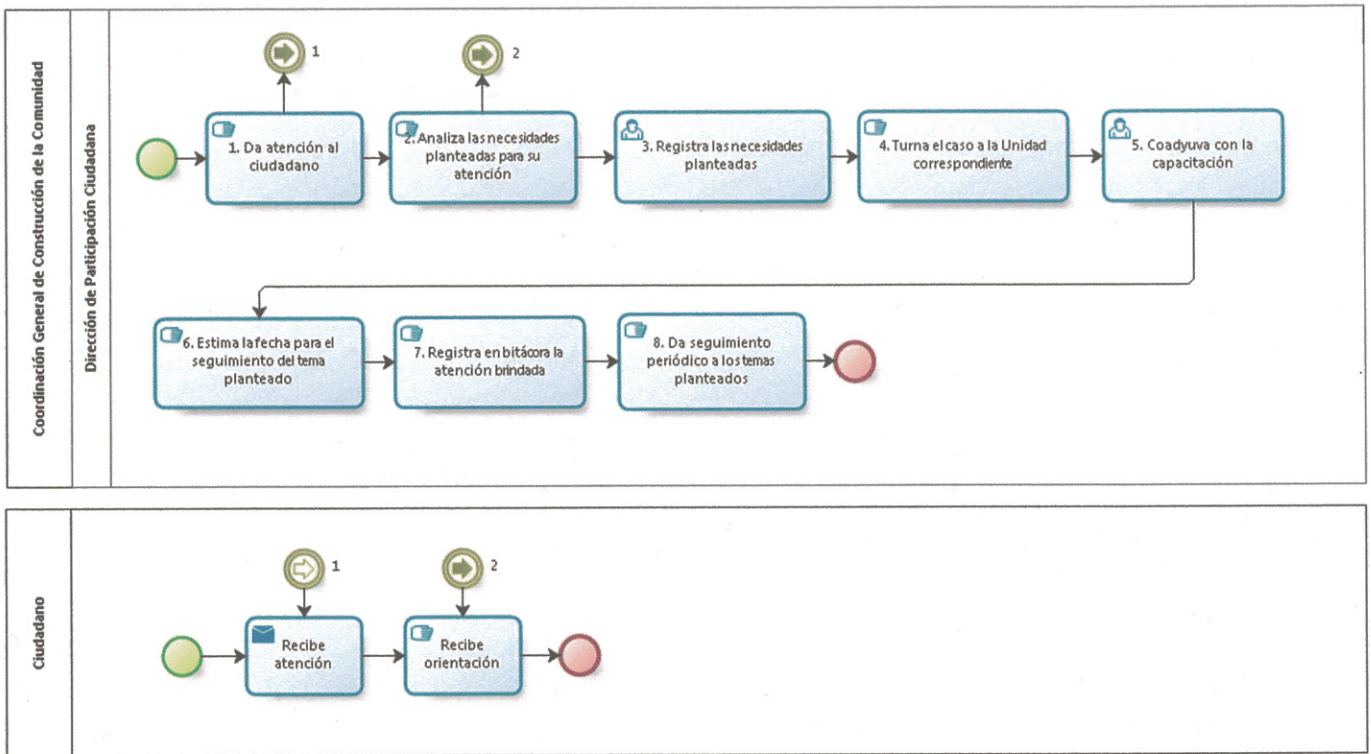 Coordinación General de Construcción de la Comunidad
Dirección de Participación Ciudadana
1
2
1. Da atención al
ciudadano
2. Analiza las necesidades
planteadas para su
atención
3. Registra las necesidades
planteadas
4. Turna el caso a la Unidad
correspondiente
5. Coadyuva con la
capacitación
6. Estima la fecha para el
seguimiento del tema
planteado
7. Registra en bitácora la
atención brindada
8. Da seguimiento
periódico a los temas
planteados
Ciudadano
1
2
Recibe
atención
Recibe
orientación